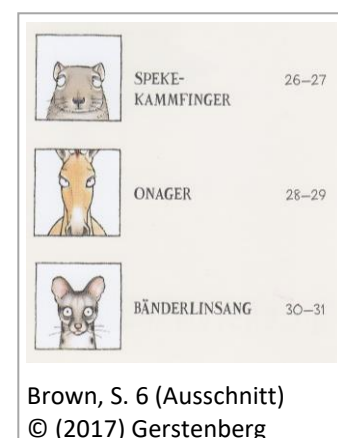 SPEKE- 26–27
KAMMFINGER
ONAGER 28–29
BÄNDERLINSANG 30–31
Brown, S. 6 (Ausschnitt)
© (2017) Gerstenberg